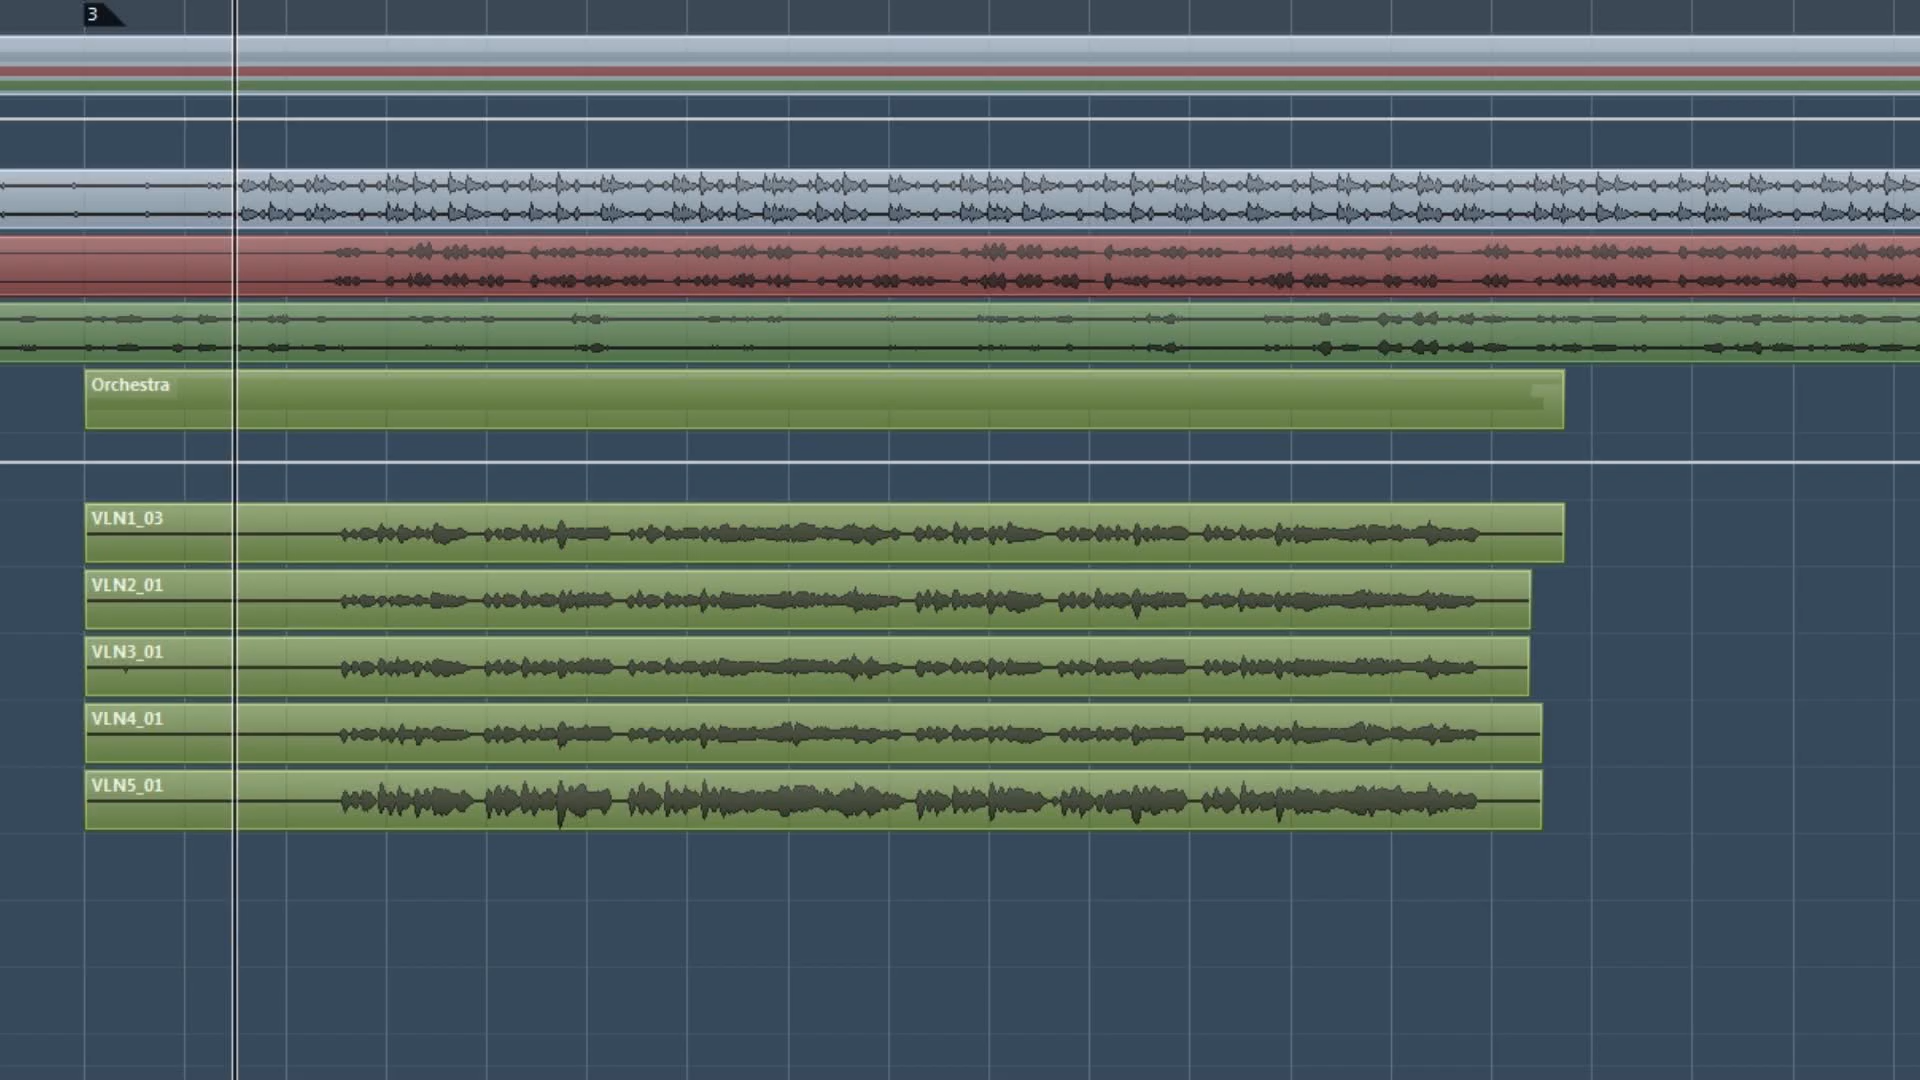 3
Orchestra
VLN1_03
VLN2_01
VLN3_01
VLN4_01
VLN5_01